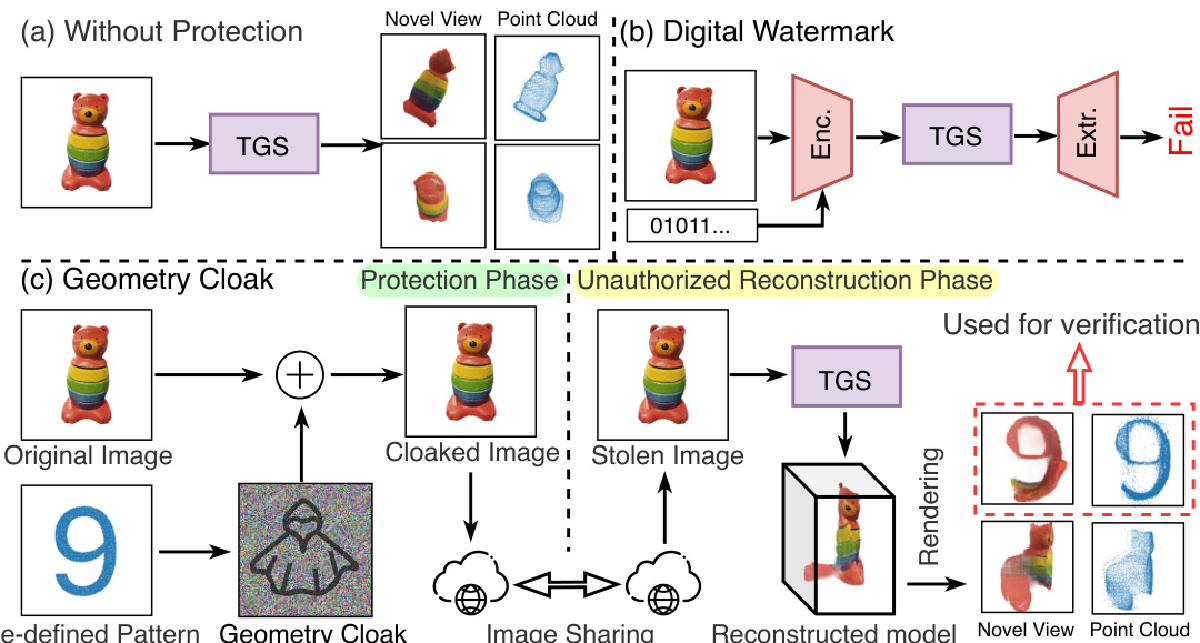 (a) Without Protection
Novel View
Point Cloud
TGS
(b) Digital Watermark
Enc.
TGS
Extr.
Fail
01011...
(c) Geometry Cloak
Protection Phase
Unauthorized Reconstruction Phase
Used for verification
TGS
Original Image
Cloaked Image
Stolen Image
Rendering
9
9
9
e-defined Pattern
Geometry Cloak
Image Sharing
Reconstructed model
Novel View
Point Cloud